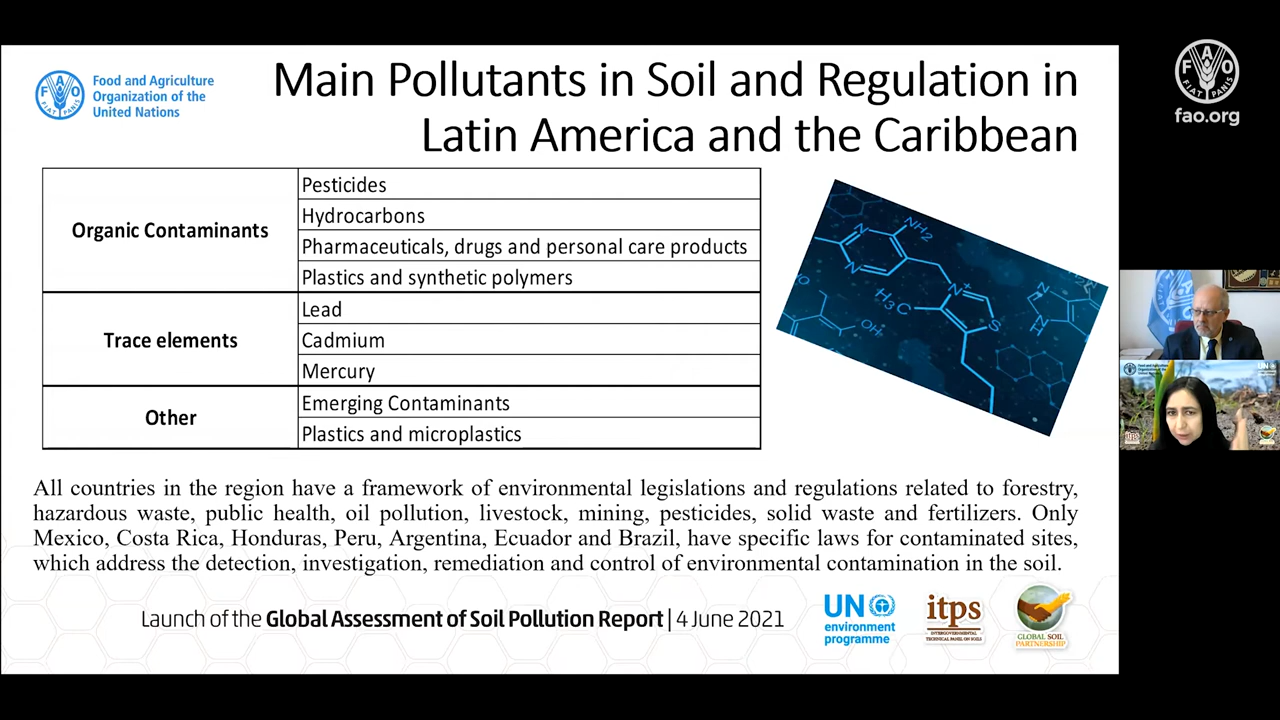 Food and Agriculture
Organization of the
United Nations
Main Pollutants in Soil and Regulation in
Latin America and the Caribbean
fao.org
Organic Contaminants
Pesticides
Hydrocarbons
Pharmaceuticals, drugs and personal care products
Plastics and synthetic polymers
Trace elements
Lead
Cadmium
Mercury
Other
Emerging Contaminants
Plastics and microplastics
NH2
N
N
N+
S
H3C
OH
N
N
H
All countries in the region have a framework of environmental legislations and regulations related to forestry,
hazardous waste, public health, oil pollution, livestock, mining, pesticides, solid waste and fertilizers. Only
Mexico, Costa Rica, Honduras, Peru, Argentina, Ecuador and Brazil, have specific laws for contaminated sites,
which address the detection, investigation, remediation and control of environmental contamination in the soil.
Launch of the Global Assessment of Soil Pollution Report | 4 June 2021
UN
environment
programme
itps
INTERGOVERNMENTAL
TECHNICAL PANEL ON SOILS
GLOBAL SOIL
PARTNERSHIP